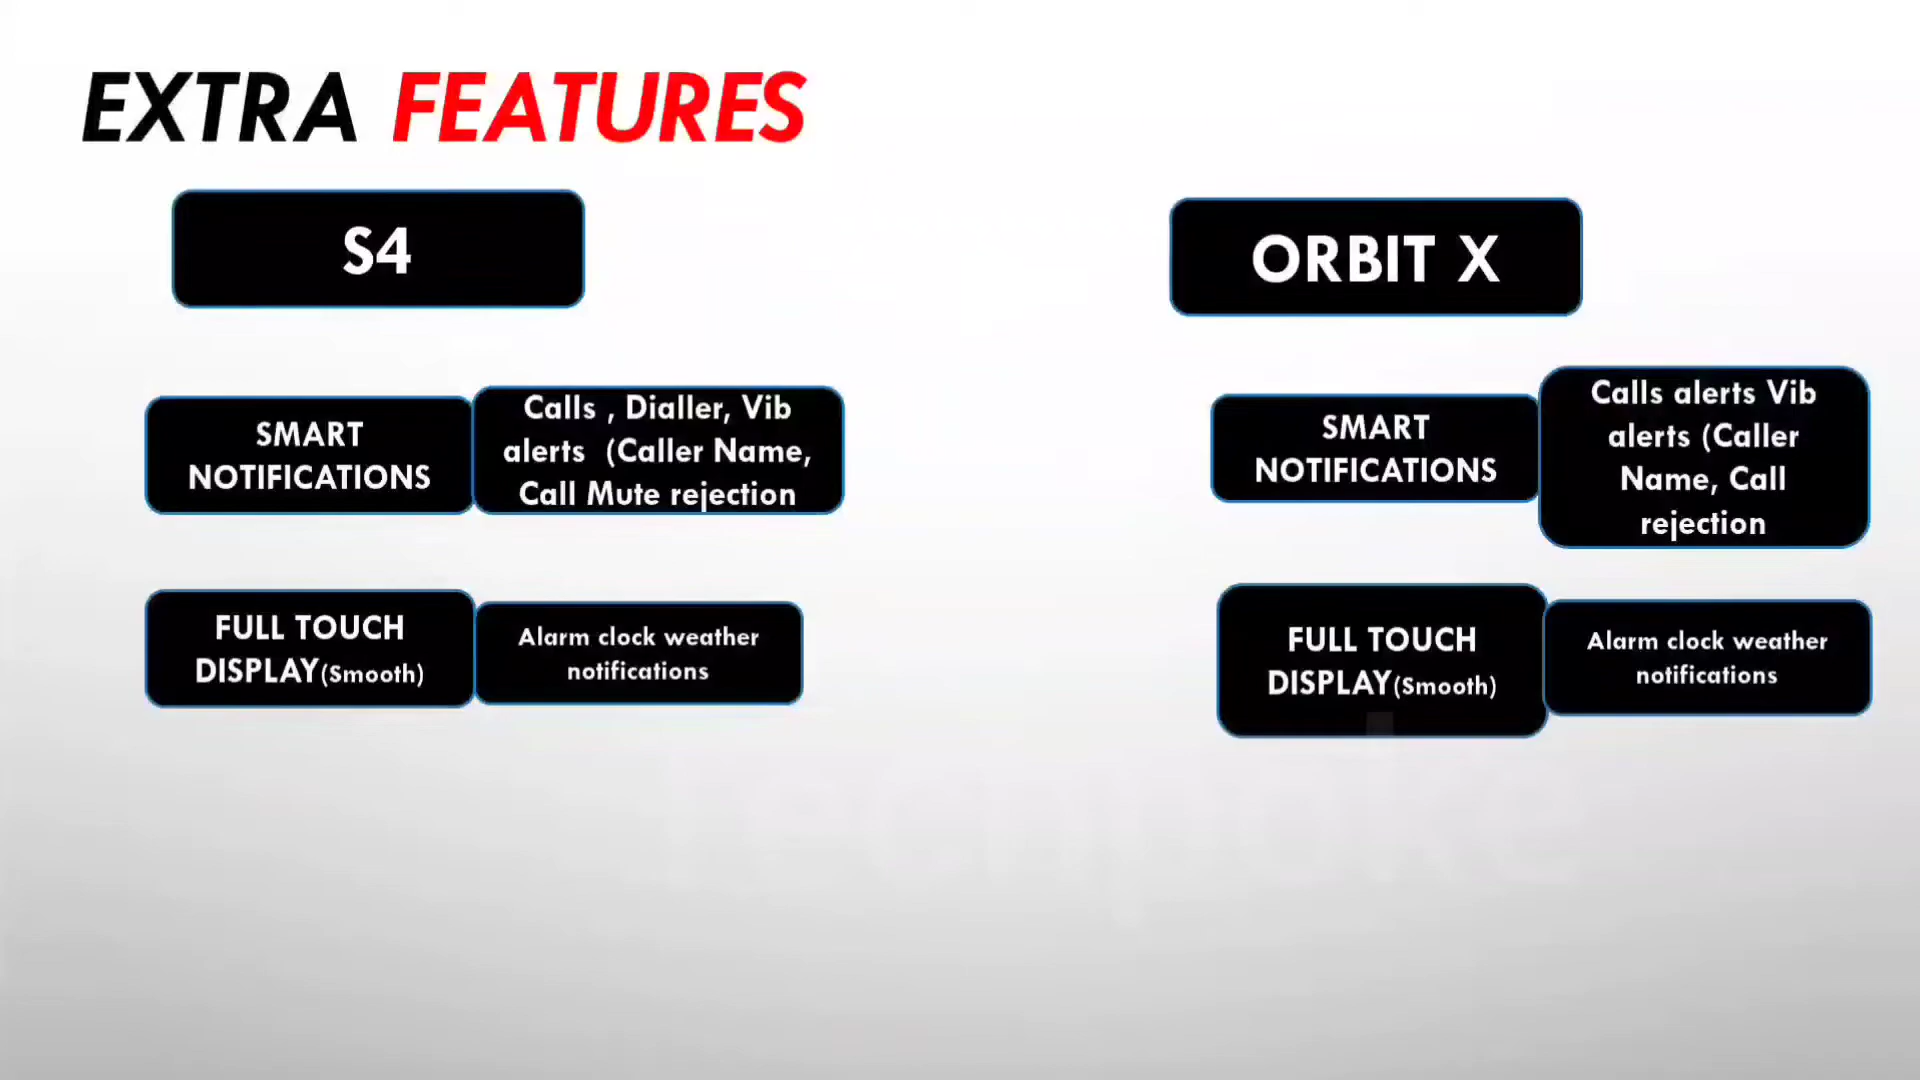 EXTRA FEATURES
S4
SMART
NOTIFICATIONS
Calls , Dialler, Vib
alerts (Caller Name,
Call Mute rejection
FULL TOUCH
DISPLAY(Smooth)
Alarm clock weather
notifications
ORBIT X
SMART
NOTIFICATIONS
Calls alerts Vib
alerts (Caller
Name, Call
rejection
FULL TOUCH
DISPLAY(Smooth)
Alarm clock weather
notifications